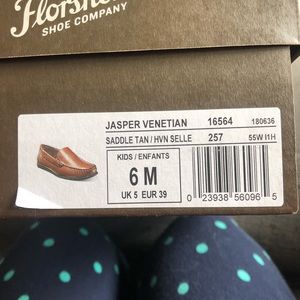 Florsheim
SHOE COMPANY
JASPER VENETIAN 16564 180636
SADDLE TAN / HVN SELLE 257 55W I1H
KIDS / ENFANTS
6 M
UK 5 EUR 39
0 23938 56096 5